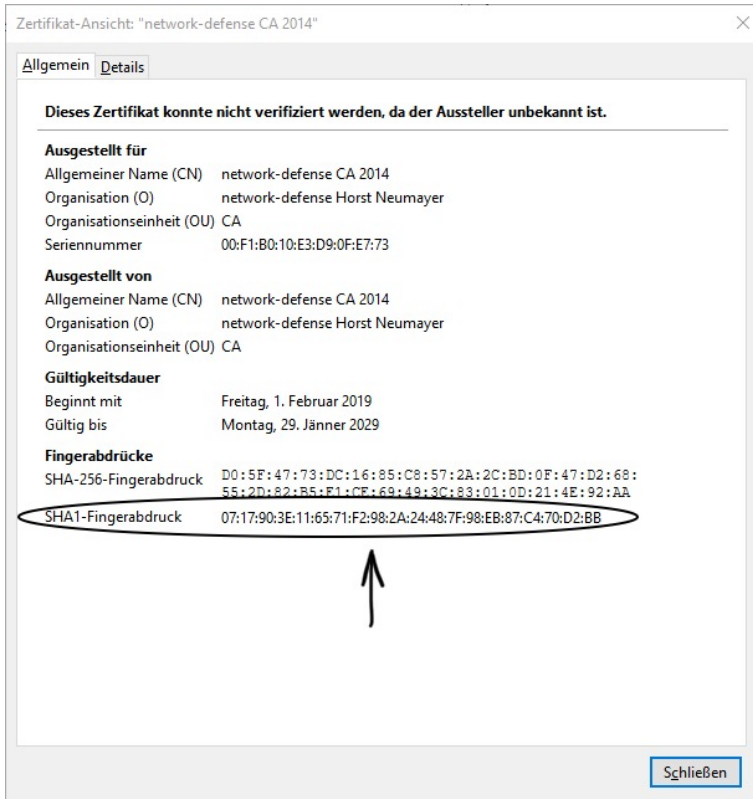 Zertifikat-Ansicht: "network-defense CA 2014"
Allgemein Details
Dieses Zertifikat konnte nicht verifiziert werden, da der Aussteller unbekannt ist.
Ausgestellt für
Allgemeiner Name (CN) network-defense CA 2014
Organisation (O) network-defense Horst Neumayer
Organisationseinheit (OU) CA
Seriennummer 00:F1:B0:10:E3:D9:0F:E7:73
Ausgestellt von
Allgemeiner Name (CN) network-defense CA 2014
Organisation (O) network-defense Horst Neumayer
Organisationseinheit (OU) CA
Gültigkeitsdauer
Beginnt mit Freitag, 1. Februar 2019
Gültig bis Montag, 29. Jänner 2029
Fingerabdrücke
SHA-256-Fingerabdruck D0:5F:47:73:DC:16:85:C8:57:2A:2C:BD:0F:47:D2:68:
55:2D:82:B5:F1:CE:69:49:3C:83:01:0D:21:4E:92:AA
SHA1-Fingerabdruck 07:17:90:3E:11:65:71:F2:98:2A:24:48:7F:98:EB:87:C4:70:D2:BB
Schließen